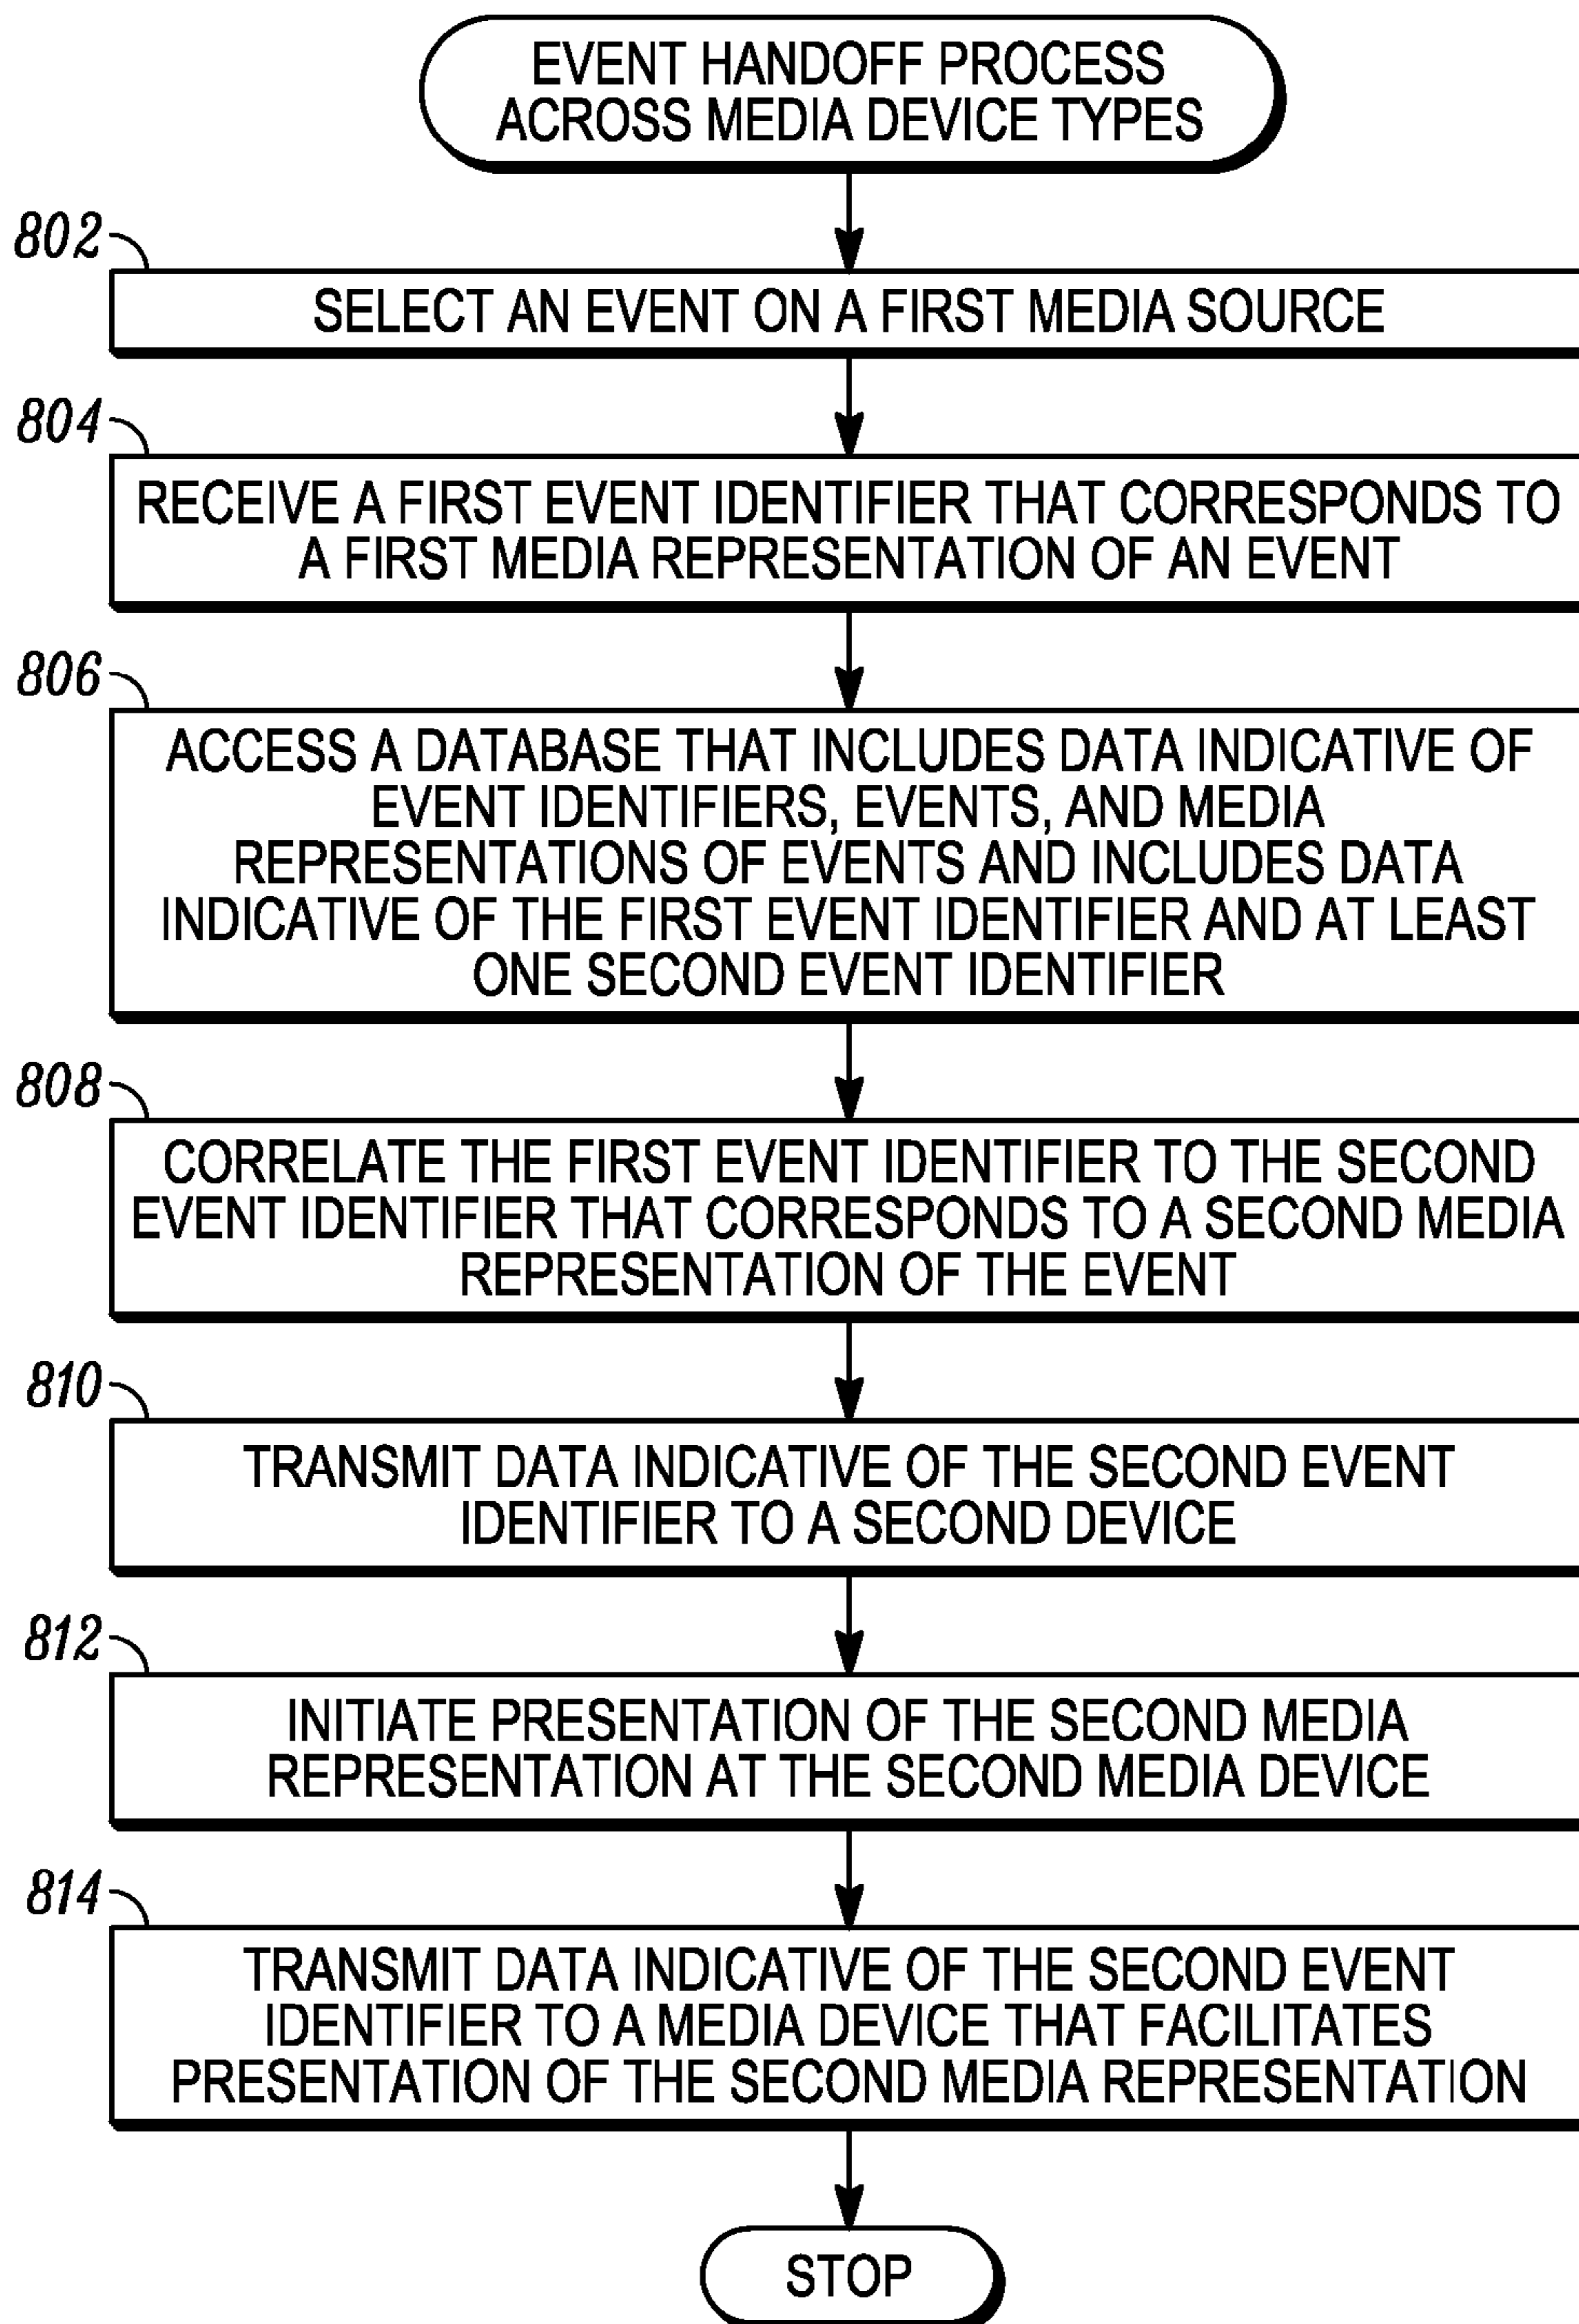 EVENT HANDOFF PROCESS
ACROSS MEDIA DEVICE TYPES
802
SELECT AN EVENT ON A FIRST MEDIA SOURCE
804
RECEIVE A FIRST EVENT IDENTIFIER THAT CORRESPONDS TO
A FIRST MEDIA REPRESENTATION OF AN EVENT
806
ACCESS A DATABASE THAT INCLUDES DATA INDICATIVE OF
EVENT IDENTIFIERS, EVENTS, AND MEDIA
REPRESENTATIONS OF EVENTS AND INCLUDES DATA
INDICATIVE OF THE FIRST EVENT IDENTIFIER AND AT LEAST
ONE SECOND EVENT IDENTIFIER
808
CORRELATE THE FIRST EVENT IDENTIFIER TO THE SECOND
EVENT IDENTIFIER THAT CORRESPONDS TO A SECOND MEDIA
REPRESENTATION OF THE EVENT
810
TRANSMIT DATA INDICATIVE OF THE SECOND EVENT
IDENTIFIER TO A SECOND DEVICE
812
INITIATE PRESENTATION OF THE SECOND MEDIA
REPRESENTATION AT THE SECOND MEDIA DEVICE
814
TRANSMIT DATA INDICATIVE OF THE SECOND EVENT
IDENTIFIER TO A MEDIA DEVICE THAT FACILITATES
PRESENTATION OF THE SECOND MEDIA REPRESENTATION
STOP